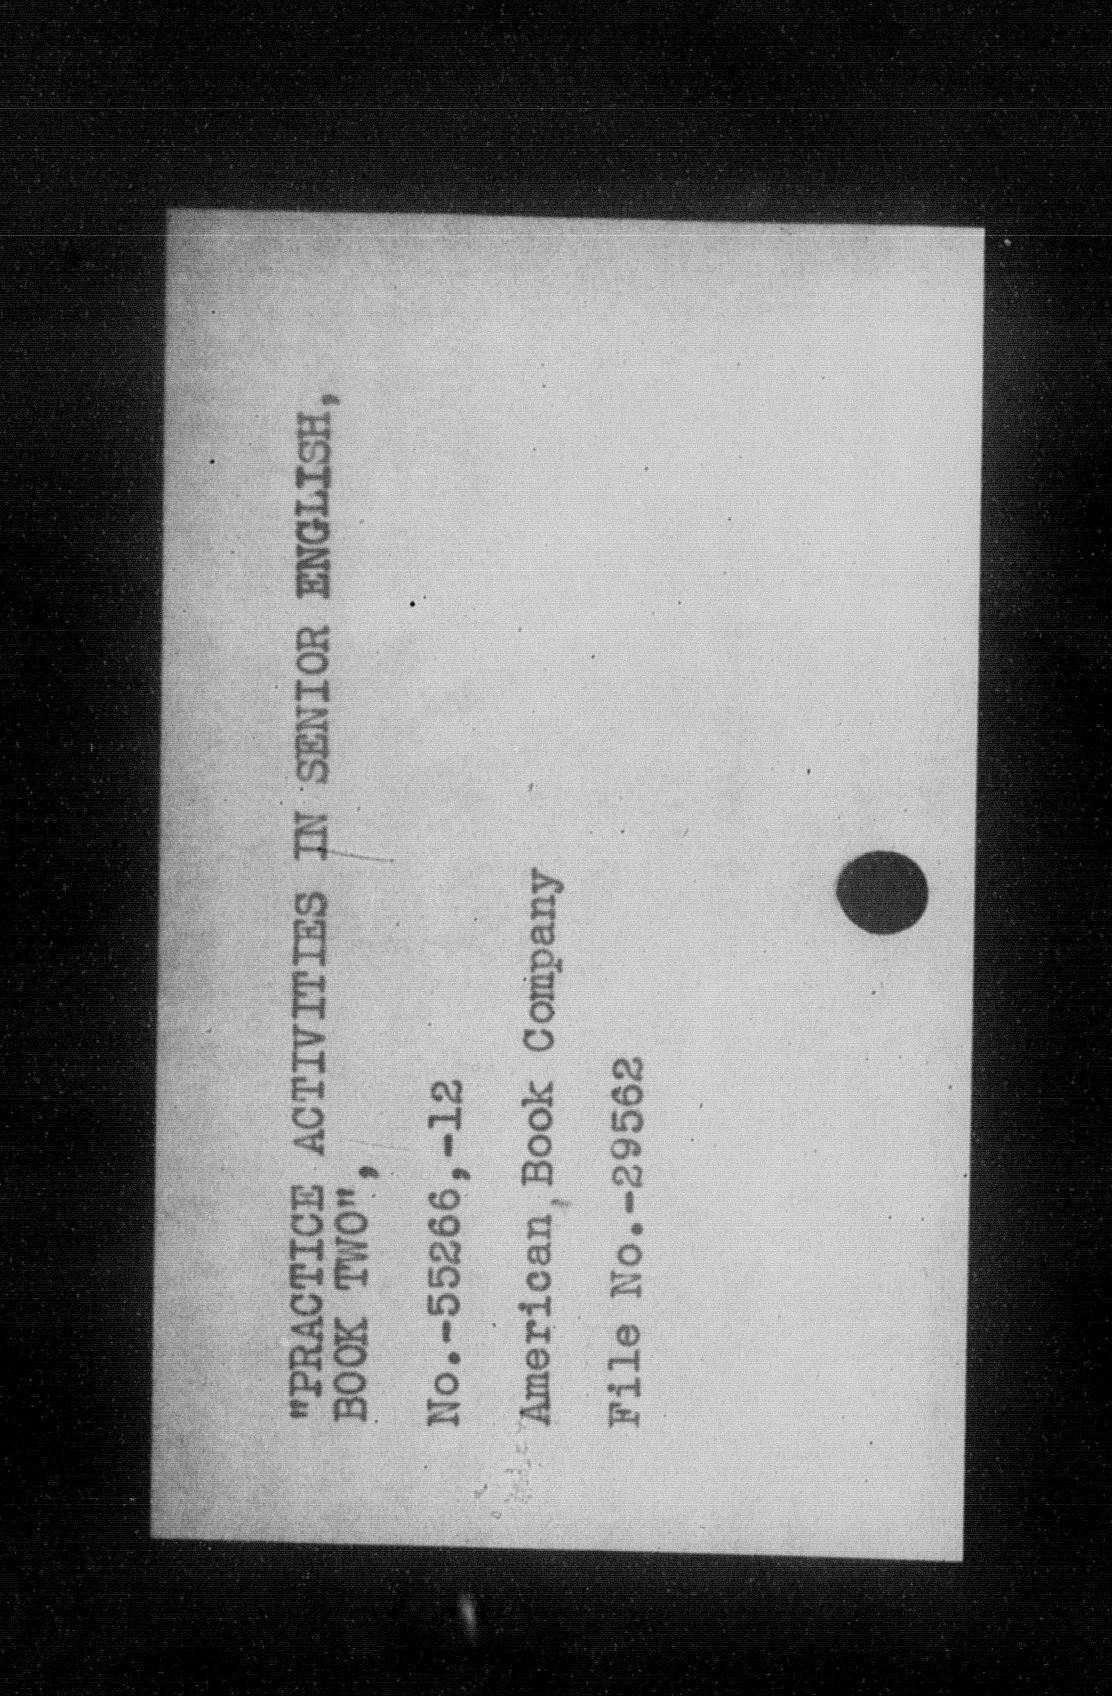 "PRACTICE ACTIVITIES IN SENIOR ENGLISH,
BOOK TWO",
No.-55266,-12
American Book Company
File No.-29562